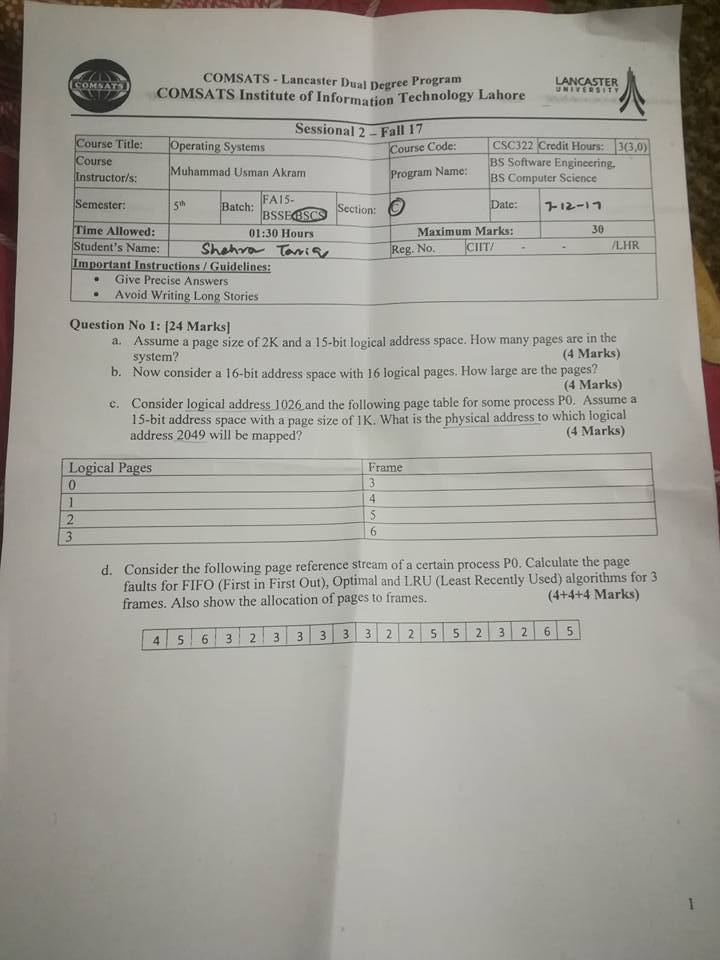 COMSATS
COMSATS - Lancaster Dual Degree Program
COMSATS Institute of Information Technology Lahore
LANCASTER
UNIVERSITY
Sessional 2 – Fall 17
Course Title: Operating Systems Course Code: CSC322 Credit Hours: 3(3,0)
Course Instructor/s: Muhammad Usman Akram Program Name: BS Software Engineering, BS Computer Science
Semester: 5th Batch: FA15-BSSE/BSCS Section: C Date: 7-12-17
Time Allowed: 01:30 Hours Maximum Marks: 30
Student's Name: Shahra Tariq Reg. No. CIIT/ - - /LHR
Important Instructions / Guidelines:
• Give Precise Answers
• Avoid Writing Long Stories
Question No 1: [24 Marks]
a. Assume a page size of 2K and a 15-bit logical address space. How many pages are in the
system? (4 Marks)
b. Now consider a 16-bit address space with 16 logical pages. How large are the pages?
(4 Marks)
c. Consider logical address 1026 and the following page table for some process P0. Assume a
15-bit address space with a page size of 1K. What is the physical address to which logical
address 2049 will be mapped? (4 Marks)
Logical Pages Frame
0 3
1 4
2 5
3 6
d. Consider the following page reference stream of a certain process P0. Calculate the page
faults for FIFO (First in First Out), Optimal and LRU (Least Recently Used) algorithms for 3
frames. Also show the allocation of pages to frames. (4+4+4 Marks)
4 5 6 3 2 3 3 3 3 3 2 2 5 5 2 3 2 6 5
1